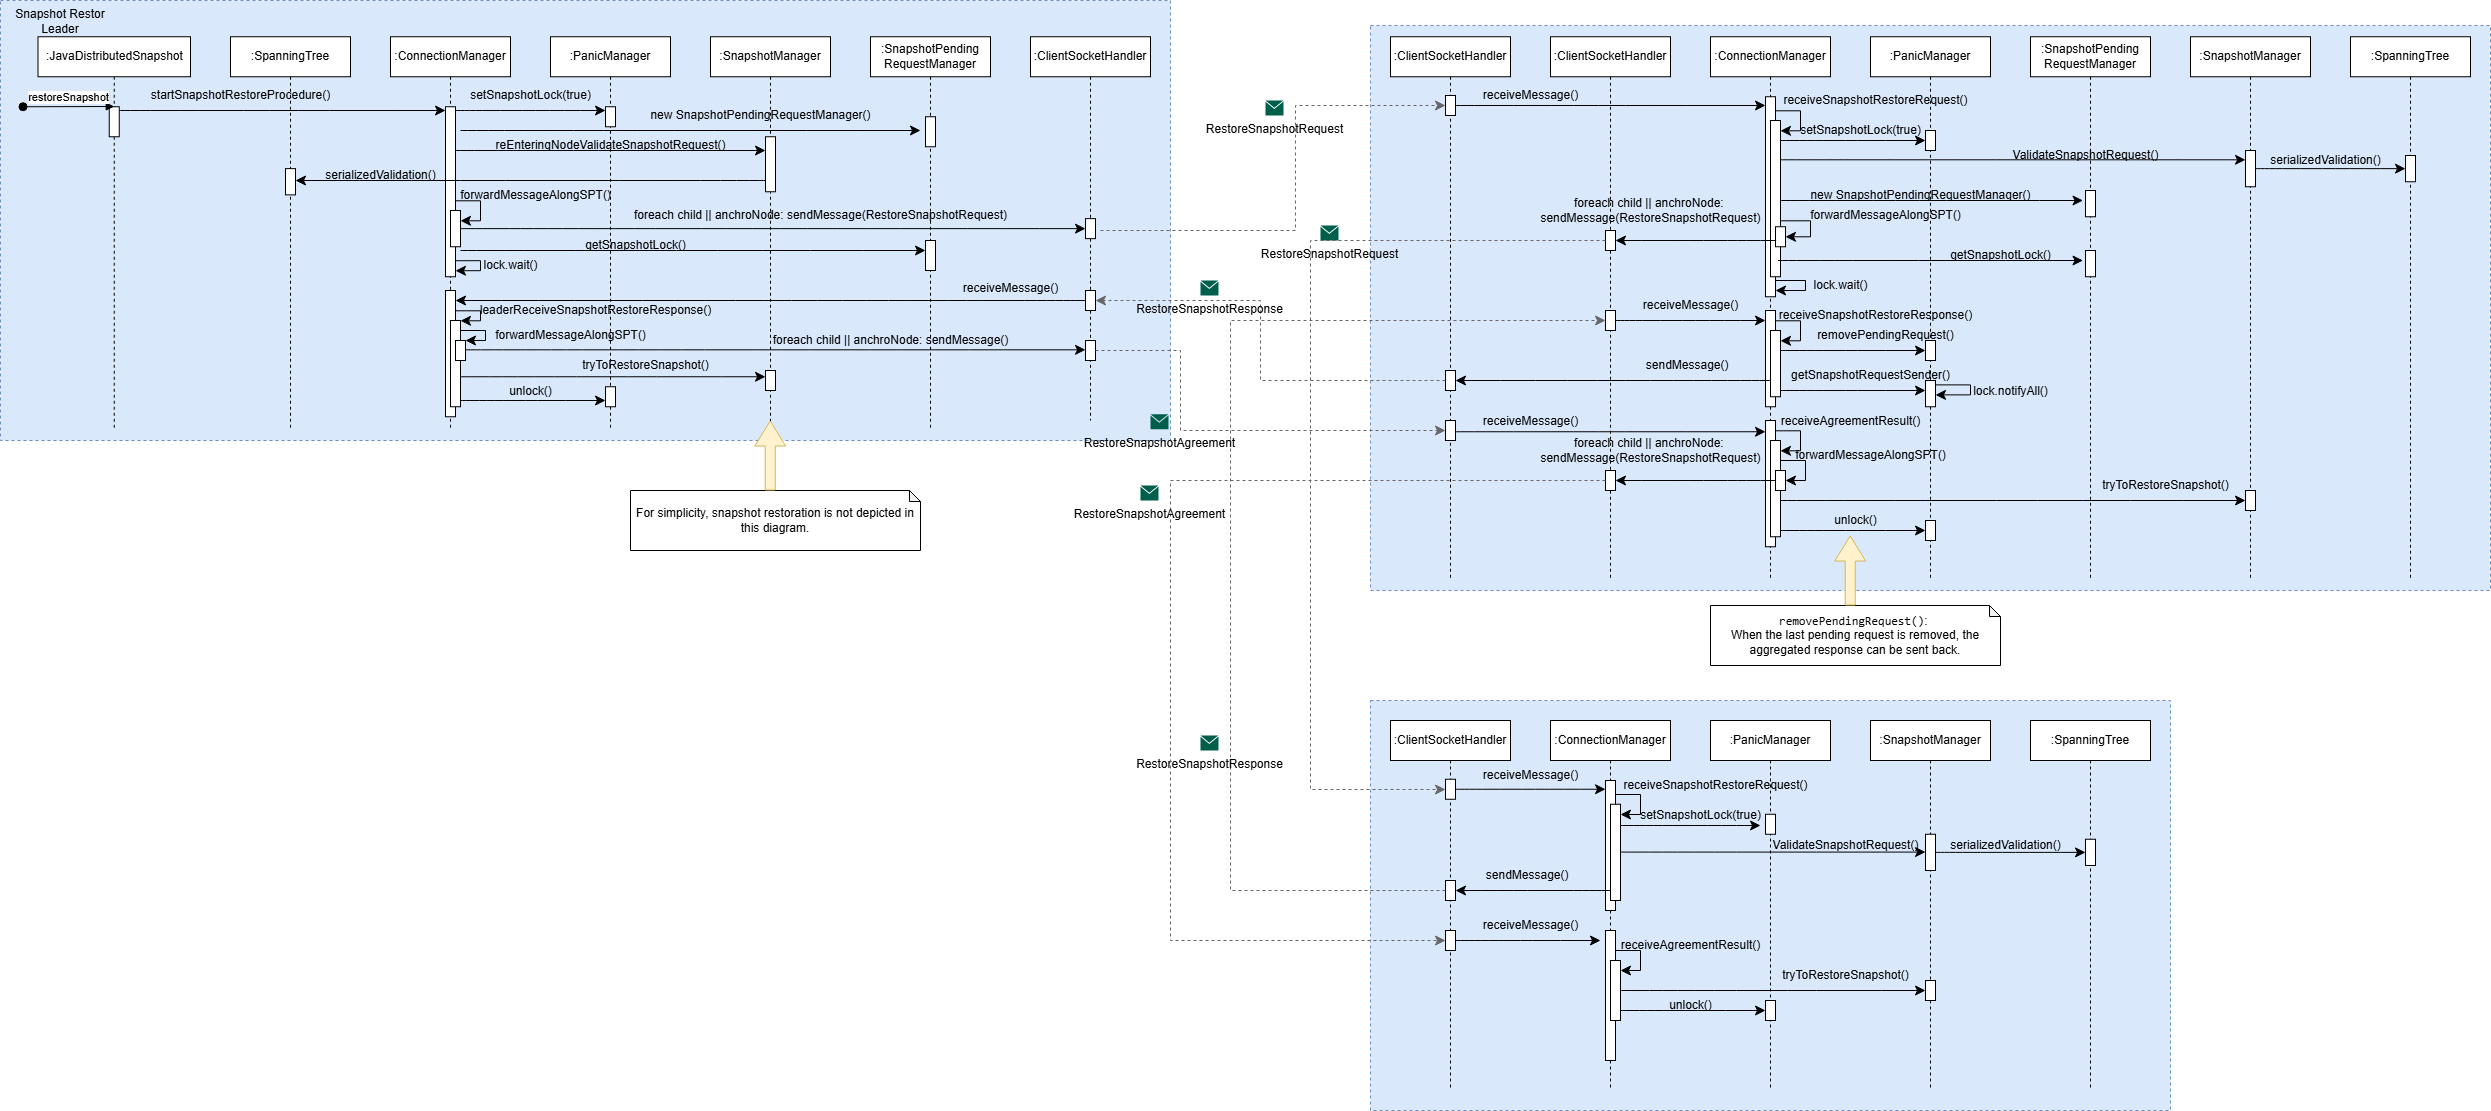 Snapshot Restor
Leader
:JavaDistributedSnapshot
:SpanningTree
:ConnectionManager
:PanicManager
:SnapshotManager
:SnapshotPending
RequestManager
:ClientSocketHandler
restoreSnapshot
startSnapshotRestoreProcedure()
setSnapshotLock(true)
new SnapshotPendingRequestManager()
reEnteringNodeValidateSnapshotRequest()
serializedValidation()
forwardMessageAlongSPT()
foreach child || anchroNode: sendMessage(RestoreSnapshotRequest)
getSnapshotLock()
lock.wait()
receiveMessage()
leaderReceiveSnapshotRestoreResponse()
forwardMessageAlongSPT()
foreach child || anchroNode: sendMessage()
tryToRestoreSnapshot()
unlock()
For simplicity, snapshot restoration is not depicted in
this diagram.
RestoreSnapshotRequest
RestoreSnapshotRequest
RestoreSnapshotResponse
RestoreSnapshotAgreement
RestoreSnapshotAgreement
RestoreSnapshotResponse
:ClientSocketHandler
:ClientSocketHandler
:ConnectionManager
:PanicManager
:SnapshotPending
RequestManager
:SnapshotManager
:SpanningTree
receiveMessage()
receiveSnapshotRestoreRequest()
setSnapshotLock(true)
ValidateSnapshotRequest()
serializedValidation()
new SnapshotPendingRequestManager()
foreach child || anchroNode:
sendMessage(RestoreSnapshotRequest)
forwardMessageAlongSPT()
getSnapshotLock()
lock.wait()
receiveMessage()
receiveSnapshotRestoreResponse()
removePendingRequest()
sendMessage()
getSnapshotRequestSender()
lock.notifyAll()
receiveMessage()
receiveAgreementResult()
foreach child || anchroNode:
sendMessage(RestoreSnapshotRequest)
forwardMessageAlongSPT()
tryToRestoreSnapshot()
unlock()
removePendingRequest():
When the last pending request is removed, the
aggregated response can be sent back.
:ClientSocketHandler
:ConnectionManager
:PanicManager
:SnapshotManager
:SpanningTree
receiveMessage()
receiveSnapshotRestoreRequest()
setSnapshotLock(true)
ValidateSnapshotRequest()
serializedValidation()
sendMessage()
receiveMessage()
receiveAgreementResult()
tryToRestoreSnapshot()
unlock()